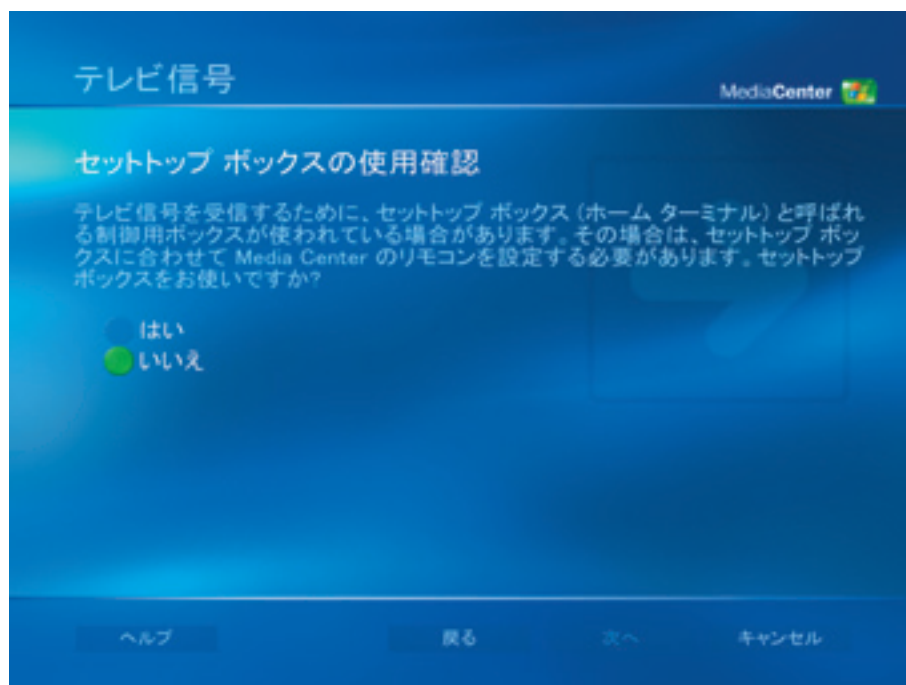 テレビ信号
MediaCenter
セットトップ ボックスの使用確認
テレビ信号を受信するために、セットトップ ボックス (ホーム ターミナル) と呼ばれ
る制御用ボックスが使われている場合があります。その場合は、セットトップ ボッ
クスに合わせて Media Center のリモコンを設定する必要があります。セットトップ
ボックスをお使いですか?
はい
いいえ
ヘルプ
戻る
次へ
キャンセル